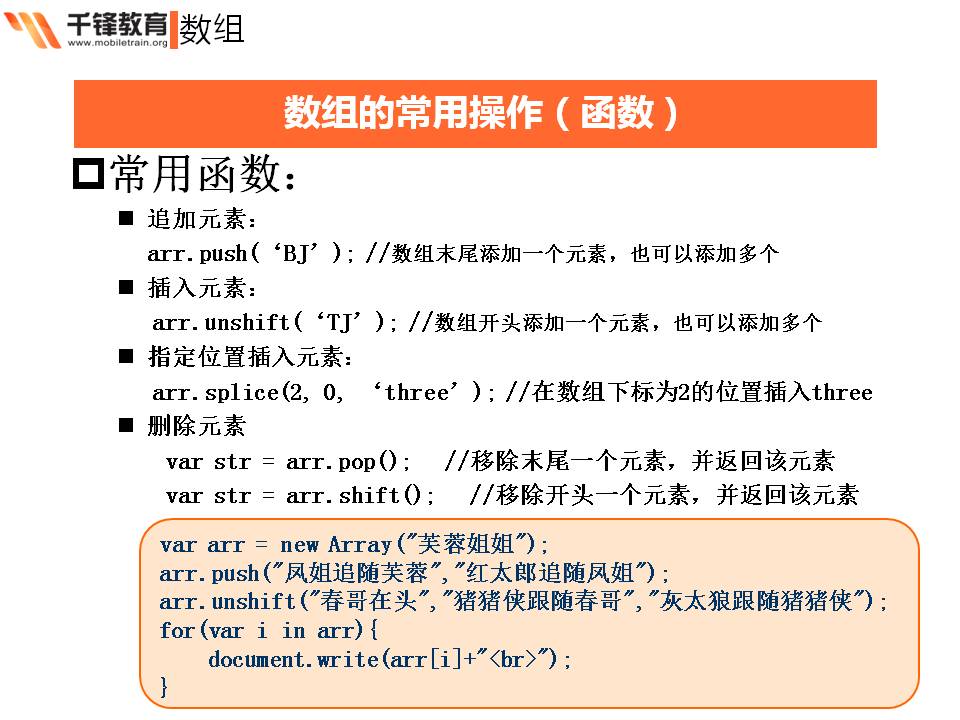 千锋教育 数组
www.mobiletrain.org
数组的常用操作（函数）
常用函数：
追加元素：
arr.push(‘BJ’); //数组末尾添加一个元素，也可以添加多个
插入元素：
arr.unshift(‘TJ’); //数组开头添加一个元素，也可以添加多个
指定位置插入元素：
arr.splice(2, 0, ‘three’); //在数组下标为2的位置插入three
删除元素
var str = arr.pop(); //移除末尾一个元素，并返回该元素
var str = arr.shift(); //移除开头一个元素，并返回该元素
var arr = new Array("芙蓉姐姐");
arr.push("凤姐追随芙蓉","红太郎追随凤姐");
arr.unshift("春哥在头","猪猪侠跟随春哥","灰太狼跟随猪猪侠");
for(var i in arr){
document.write(arr[i]+"<br>");
}